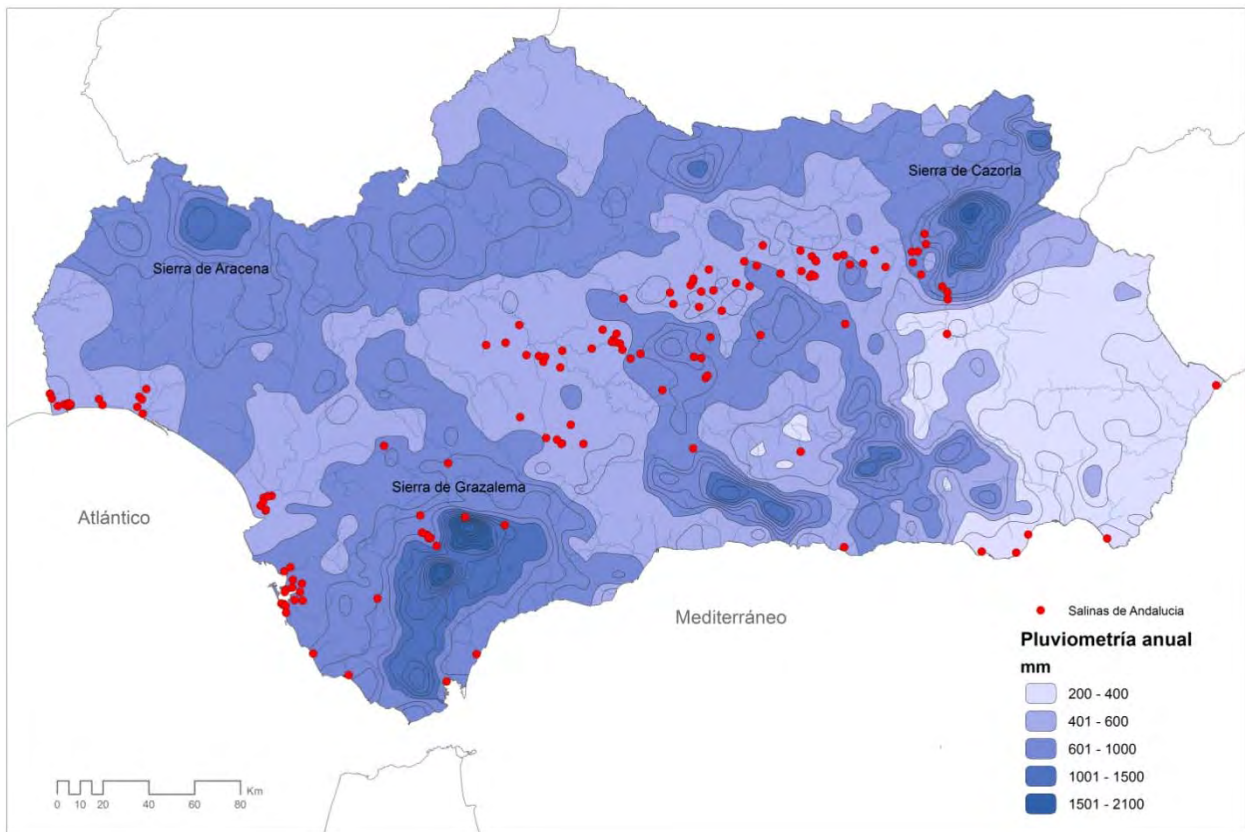 Sierra de Cazorla
Sierra de Aracena
Sierra de Grazalema
Atlántico
Mediterráneo
Salinas de Andalucia
Pluviometría anual
mm
200 - 400
401 - 600
601 - 1000
1001 - 1500
1501 - 2100
Km
0 10 20 40 60 80